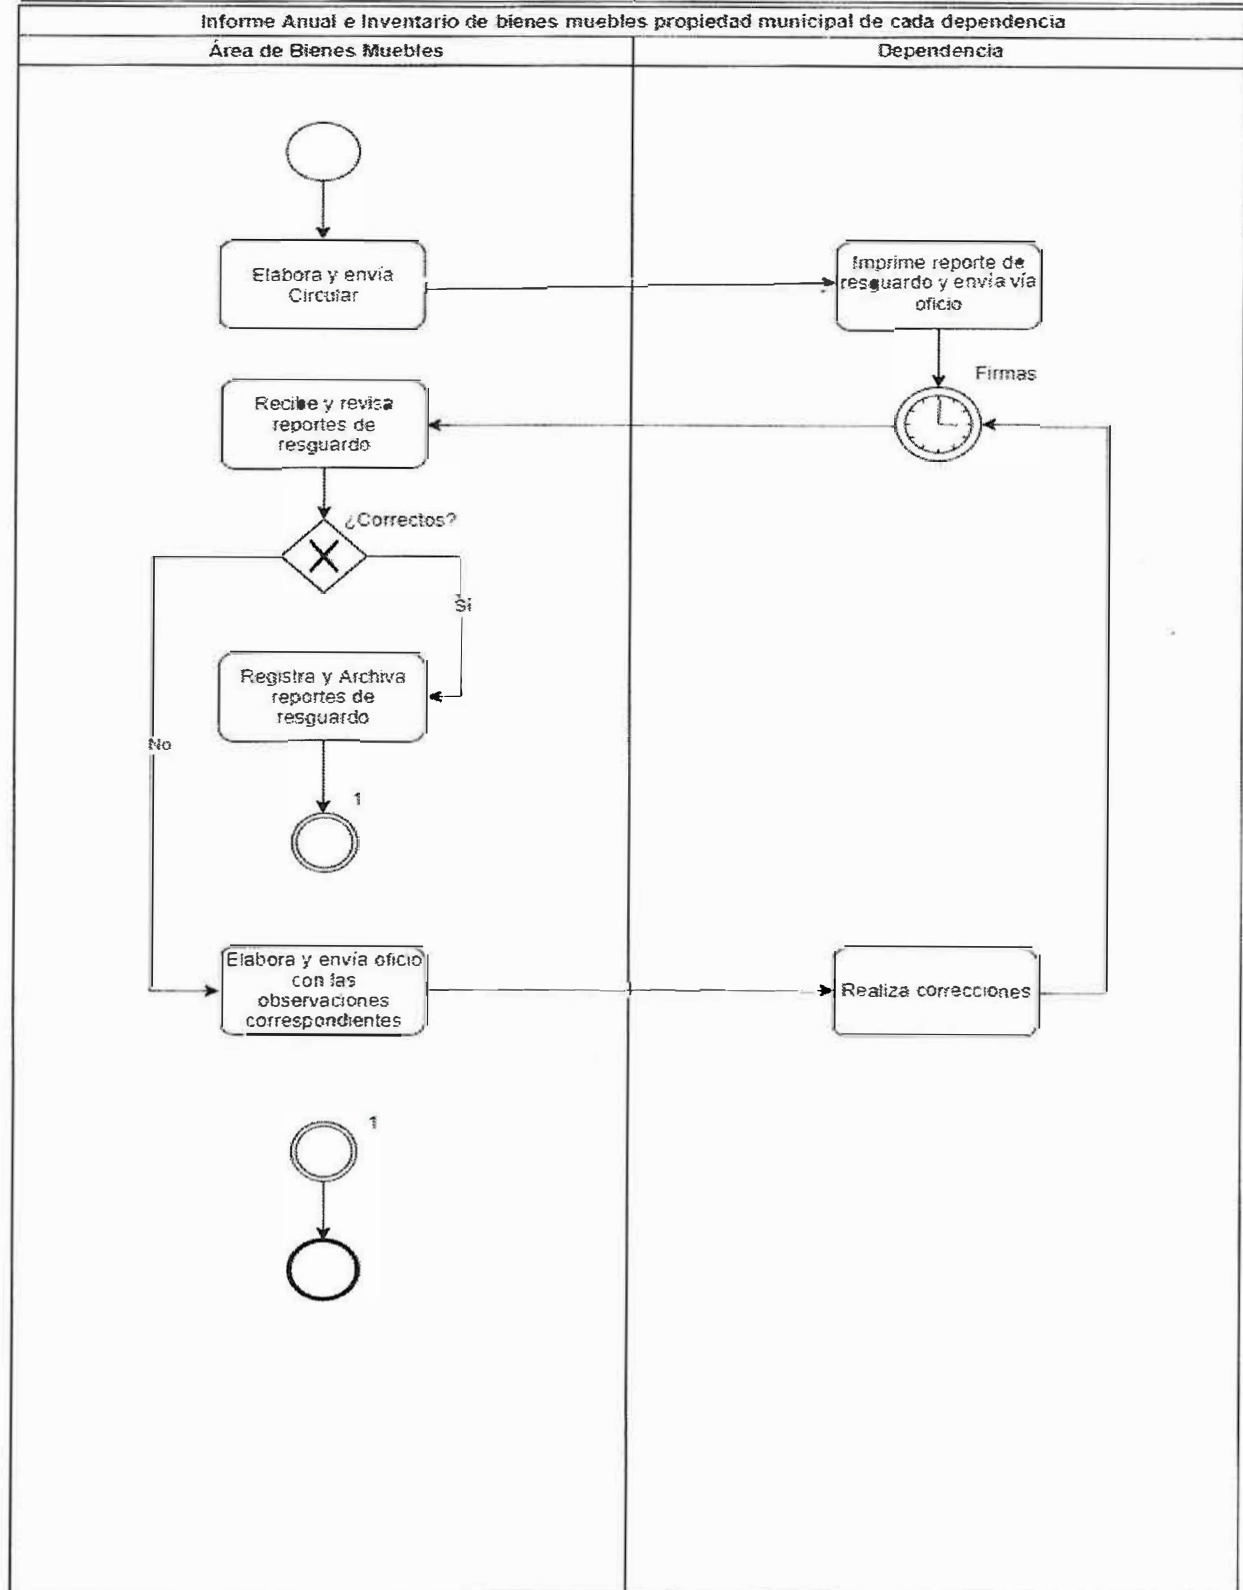 Informe Anual e Inventario de bienes muebles propiedad municipal de cada dependencia
Área de Bienes Muebles
Dependencia
Elabora y envía
Circular
Imprime reporte de
resguardo y envía vía
oficio
Firmas
Recibe y revisa
reportes de
resguardo
¿Correctos?
Sí
Registra y Archiva
reportes de
resguardo
No
1
Elabora y envía oficio
con las
observaciones
correspondientes
Realiza correcciones
1